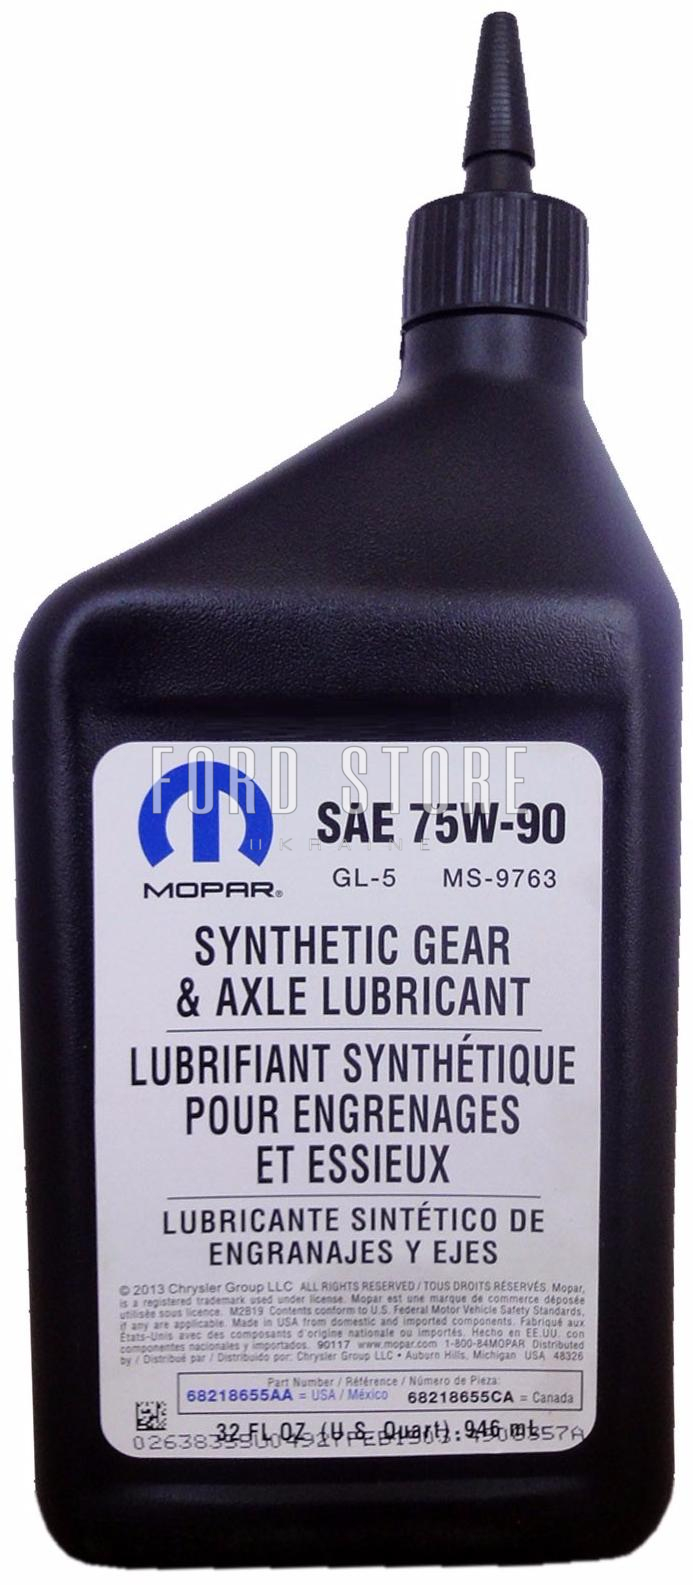 FORD STORE
UKRAINE
MOPAR®
SAE 75W-90
GL-5 MS-9763
SYNTHETIC GEAR
& AXLE LUBRICANT
LUBRIFIANT SYNTHÉTIQUE
POUR ENGRENAGES
ET ESSIEUX
LUBRICANTE SINTÉTICO DE
ENGRANAJES Y EJES
© 2013 Chrysler Group LLC ALL RIGHTS RESERVED / TOUS DROITS RÉSERVÉS. Mopar,
is a registered trademark used under license. Mopar est une marque de commerce déposée
utilisée sous licence. M2B19 Contents conform to U.S. Federal Motor Vehicle Safety Standards,
if any are applicable. Made in USA from domestic and imported components. Fabriqué aux
États-Unis avec des composants d'origine nationale ou importés. Hecho en EE.UU. con
componentes nacionales y importados. 90117 www.mopar.com 1-800-84MOPAR Distributed
by / Distribué par / Distribuido por: Chrysler Group LLC • Auburn Hills, Michigan USA 48326
Part Number / Référence / Número de Pieza:
68218655AA = USA / México 68218655CA = Canada
32 FL OZ (U.S. Quart) 946 mL